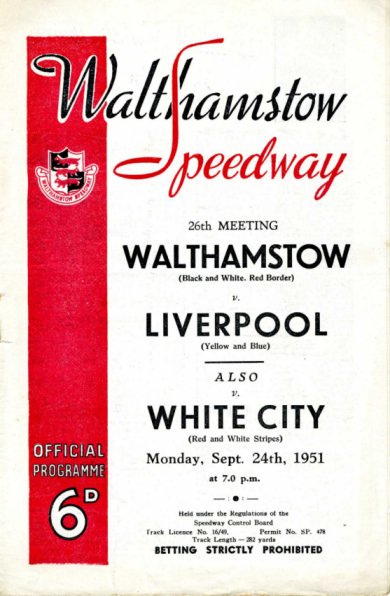 Walthamstow
Speedway
WALTHAMSTOW SPEEDWAY
26th MEETING
WALTHAMSTOW
(Black and White. Red Border)
v.
LIVERPOOL
(Yellow and Blue)
ALSO
v.
WHITE CITY
(Red and White Stripes)
Monday, Sept. 24th, 1951
at 7.0 p.m.
OFFICIAL
PROGRAMME
6D
Held under the Regulations of the
Speedway Control Board
Track Licence No. 16/49, Permit No. SP. 478
Track Length — 282 yards
BETTING STRICTLY PROHIBITED